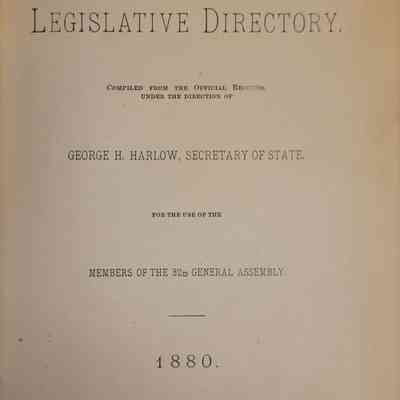 LEGISLATIVE DIRECTORY.
COMPILED FROM THE OFFICIAL RECORDS,
UNDER THE DIRECTION OF
GEORGE H. HARLOW, SECRETARY OF STATE.
FOR THE USE OF THE
MEMBERS OF THE 32D GENERAL ASSEMBLY
1880.